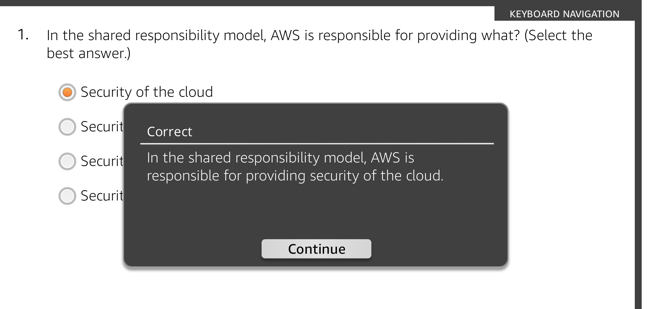 KEYBOARD NAVIGATION
1. In the shared responsibility model, AWS is responsible for providing what? (Select the
best answer.)
Security of the cloud
Securit
Securit
Securit
Correct
In the shared responsibility model, AWS is
responsible for providing security of the cloud.
Continue